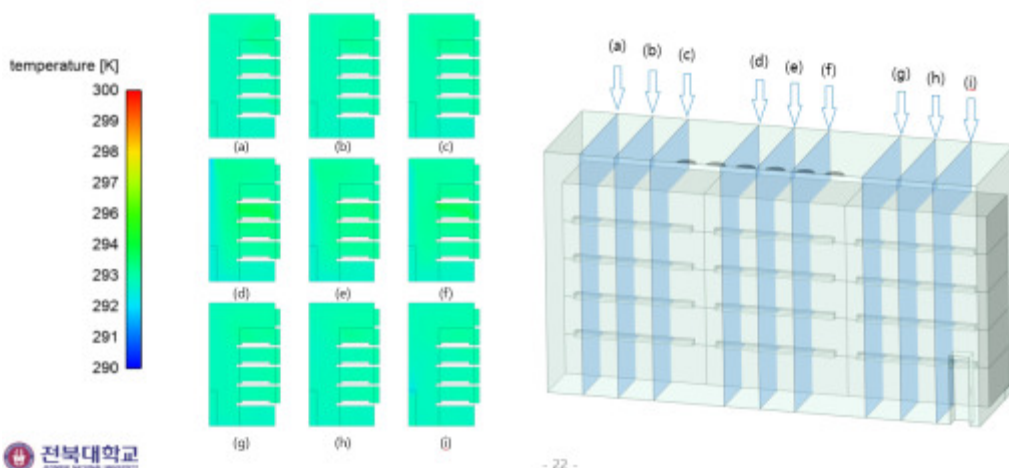 temperature [K]
300
299
298
297
296
295
294
293
292
291
290
(a)
(b)
(c)
(d)
(e)
(f)
(g)
(h)
(i)
(a)
(b)
(c)
(d)
(e)
(f)
(g)
(h)
(i)
전북대학교
- 22 -